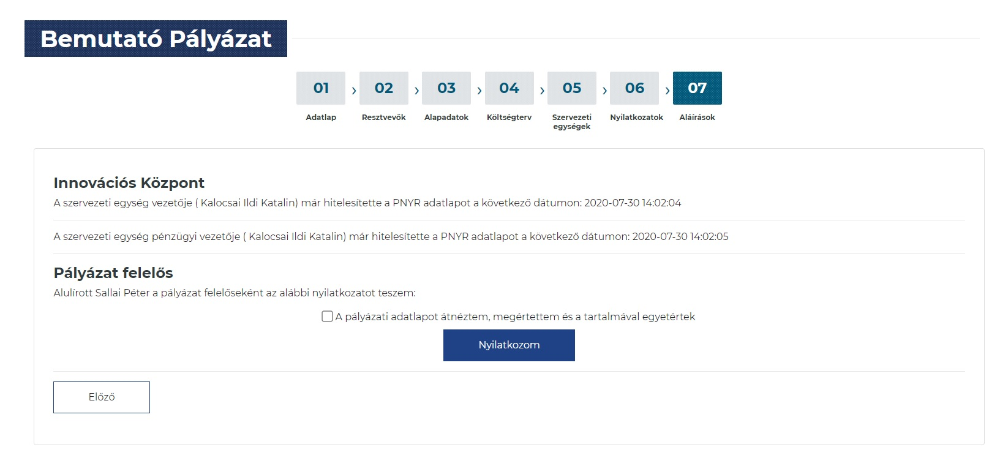 Bemutató Pályázat
01 › 02 › 03 › 04 › 05 › 06 › 07
Adatlap Resztvevők Alapadatok Költségterv Szervezeti egységek Nyilatkozatok Aláírások
Innovációs Központ
A szervezeti egység vezetője ( Kalocsai Ildi Katalin) már hitelesítette a PNYR adatlapot a következő dátumon: 2020-07-30 14:02:04
A szervezeti egység pénzügyi vezetője ( Kalocsai Ildi Katalin) már hitelesítette a PNYR adatlapot a következő dátumon: 2020-07-30 14:02:05
Pályázat felelős
Alulírott Sallai Péter a pályázat felelőseként az alábbi nyilatkozatot teszem:
A pályázati adatlapot átnéztem, megértettem és a tartalmával egyetértek
Nyilatkozom
Előző